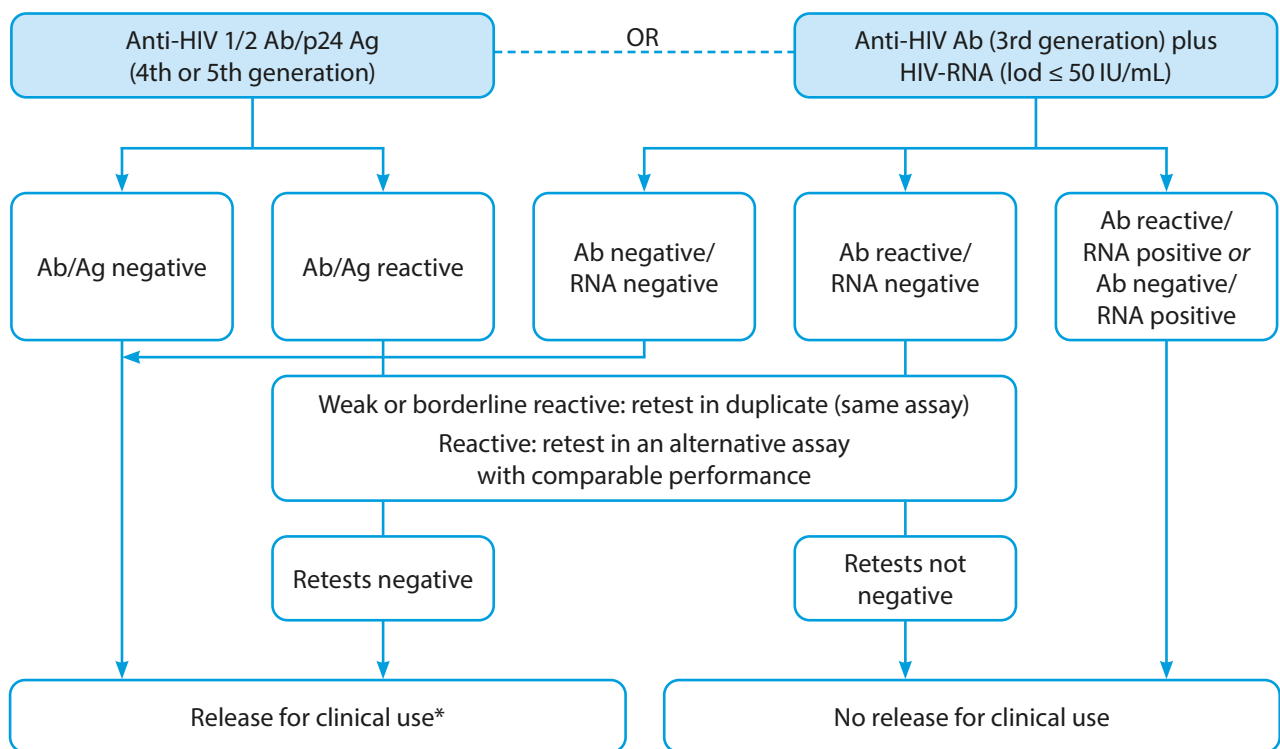 Anti-HIV 1/2 Ab/p24 Ag
(4th or 5th generation)
OR
Anti-HIV Ab (3rd generation) plus
HIV-RNA (lod ≤ 50 IU/mL)
Ab/Ag negative
Ab/Ag reactive
Ab negative/
RNA negative
Ab reactive/
RNA negative
Ab reactive/
RNA positive or
Ab negative/
RNA positive
Weak or borderline reactive: retest in duplicate (same assay)
Reactive: retest in an alternative assay
with comparable performance
Retests negative
Retests not
negative
Release for clinical use*
No release for clinical use